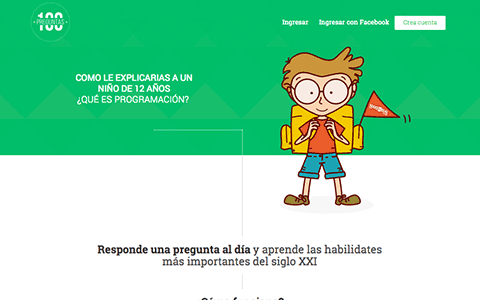 100
PREGUNTAS
Ingresar
Ingresar con Facebook
Crea cuenta
COMO LE EXPLICARIAS A UN
NIÑO DE 12 AÑOS
¿QUÉ ES PROGRAMACIÓN?
Responde una pregunta al día y aprende las habilidades
más importantes del siglo XXI